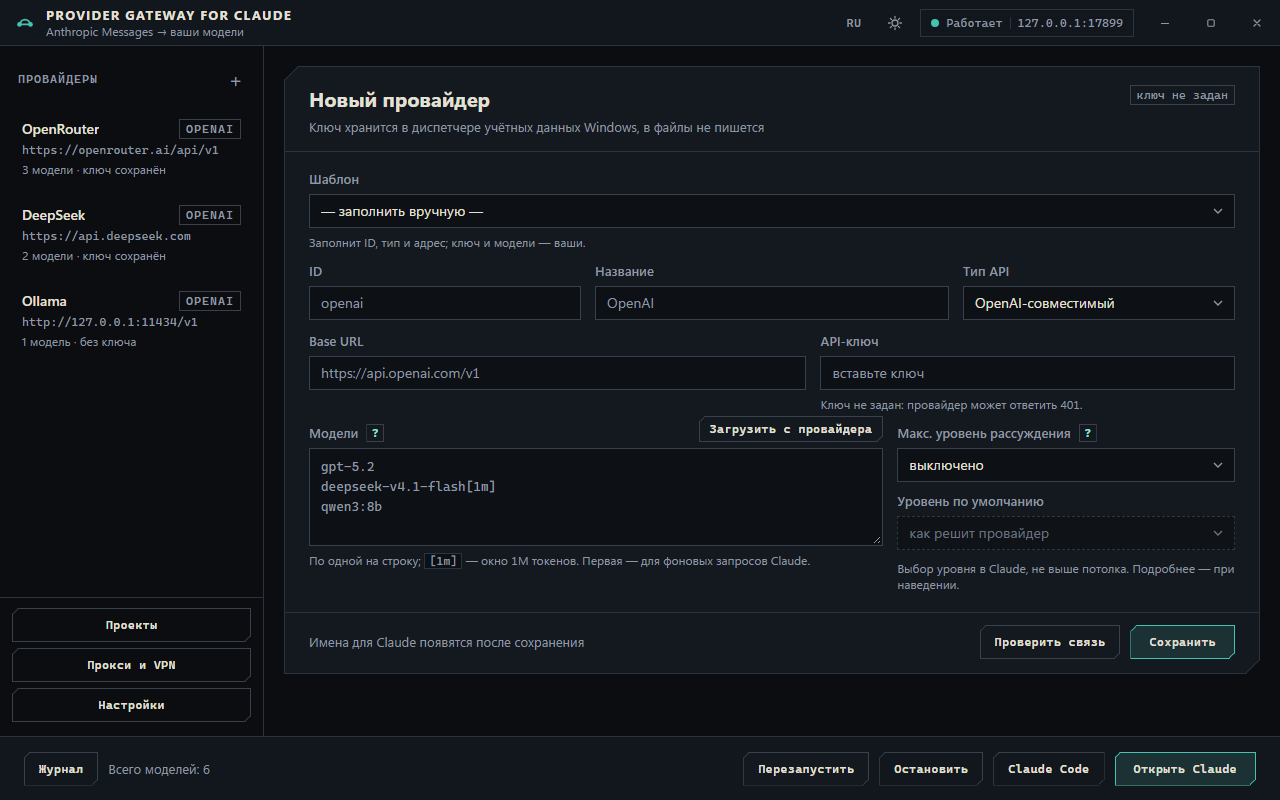 PROVIDER GATEWAY FOR CLAUDE
Anthropic Messages → ваши модели
RU
Работает 127.0.0.1:17899
ПРОВАЙДЕРЫ
+
OpenRouter OPENAI
https://openrouter.ai/api/v1
3 модели · ключ сохранён
DeepSeek OPENAI
https://api.deepseek.com
2 модели · ключ сохранён
Ollama OPENAI
http://127.0.0.1:11434/v1
1 модель · без ключа
Проекты
Прокси и VPN
Настройки
Новый провайдер
ключ не задан
Ключ хранится в диспетчере учётных данных Windows, в файлы не пишется
Шаблон
— заполнить вручную —
Заполнит ID, тип и адрес; ключ и модели — ваши.
ID Название Тип API
openai OpenAI OpenAI-совместимый
Base URL API-ключ
https://api.openai.com/v1 вставьте ключ
Ключ не задан: провайдер может ответить 401.
Модели ? Загрузить с провайдера
gpt-5.2
deepseek-v4.1-flash[1m]
qwen3:8b
По одной на строку; [1m] — окно 1M токенов. Первая — для фоновых запросов Claude.
Макс. уровень рассуждения ?
выключено
Уровень по умолчанию
как решит провайдер
Выбор уровня в Claude, не выше потолка. Подробнее — при
наведении.
Имена для Claude появятся после сохранения
Проверить связь Сохранить
Журнал Всего моделей: 6
Перезапустить Остановить Claude Code Открыть Claude